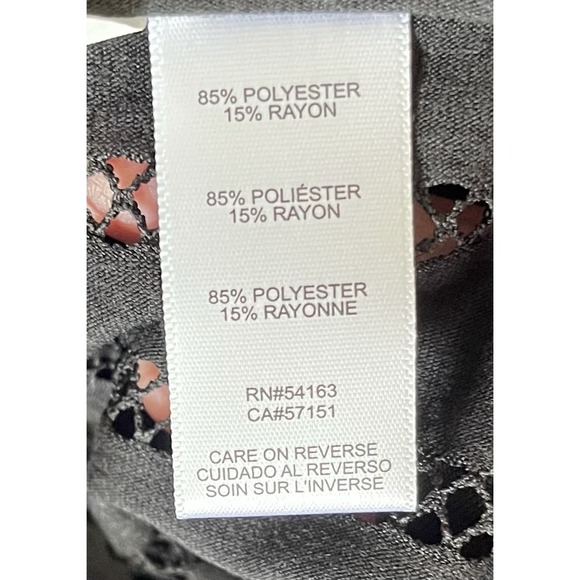 85% POLYESTER
15% RAYON
85% POLIÉSTER
15% RAYON
85% POLYESTER
15% RAYONNE
RN#54163
CA#57151
CARE ON REVERSE
CUIDADO AL REVERSO
SOIN SUR L'INVERSE